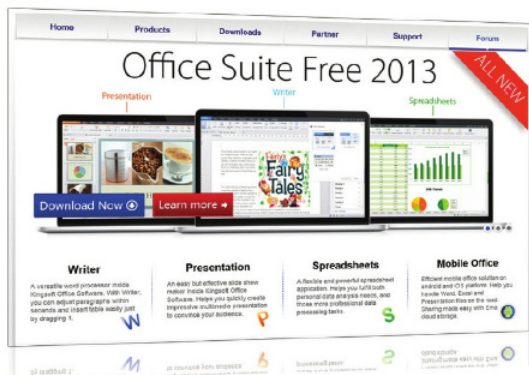 Home Products Downloads Partner Support Forum
ALL NEW
Office Suite Free 2013
Presentation
Writer
Spreadsheets
Fairy
Tales
Download Now
Learn more
Writer
A versatile word processor inside
Kingsoft Office Software. With Writer,
you can adjust paragraphs within
seconds and insert table easily just
by dragging it.
W
Presentation
An easy but effective slide show
maker inside Kingsoft Office
Software. Helps you quickly create
impressive multimedia presentation
to convince your audience.
P
Spreadsheets
A flexible and powerful spreadsheet
application. Helps you fulfil both
personal data analysis needs, and
those more professional data
processing tasks.
S
Mobile Office
Efficient mobile office solution on
android and iOS platform. Help you
handle Word, Excel and
Presentation files on the road.
Sharing made easy with
cloud storage.